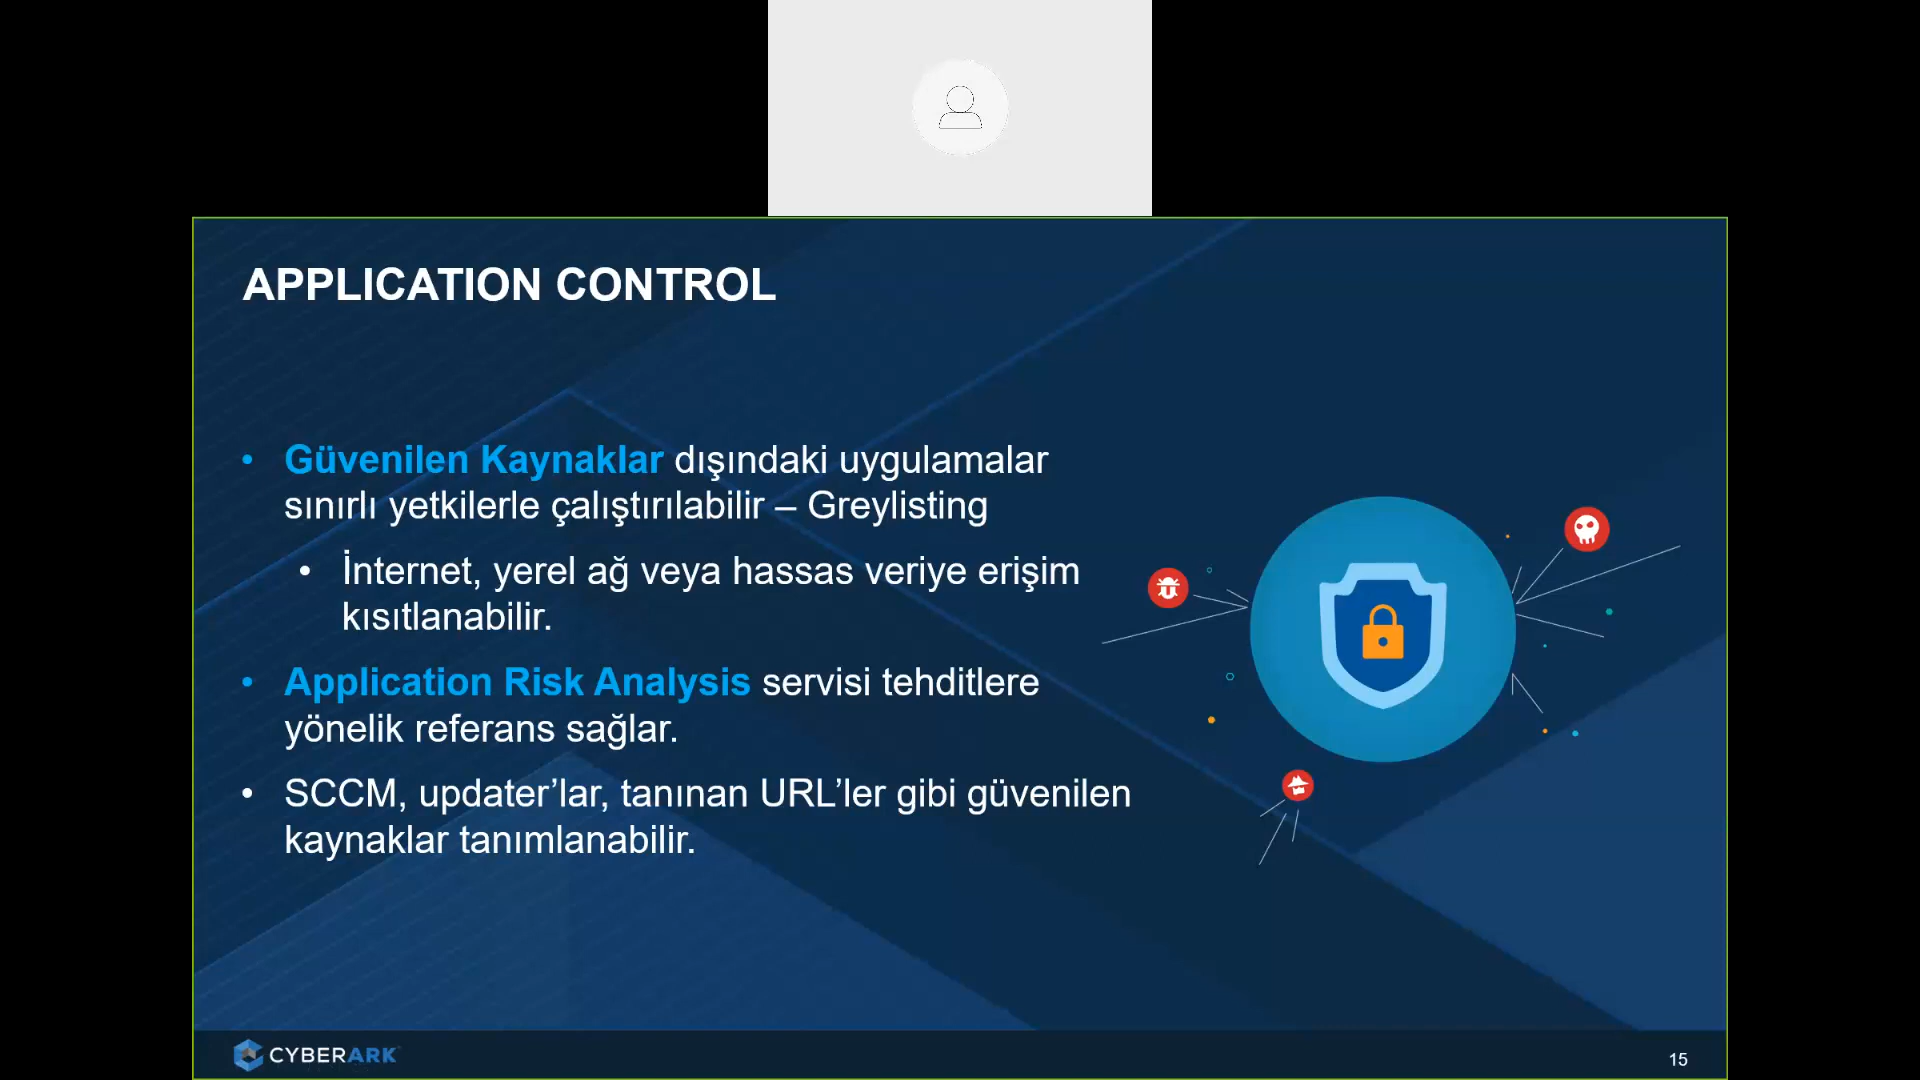 APPLICATION CONTROL
• Güvenilen Kaynaklar dışındaki uygulamalar
sınırlı yetkilerle çalıştırılabilir – Greylisting
• İnternet, yerel ağ veya hassas veriye erişim
kısıtlanabilir.
• Application Risk Analysis servisi tehditlere
yönelik referans sağlar.
• SCCM, updater’lar, tanınan URL’ler gibi güvenilen
kaynaklar tanımlanabilir.
CYBERARK
15